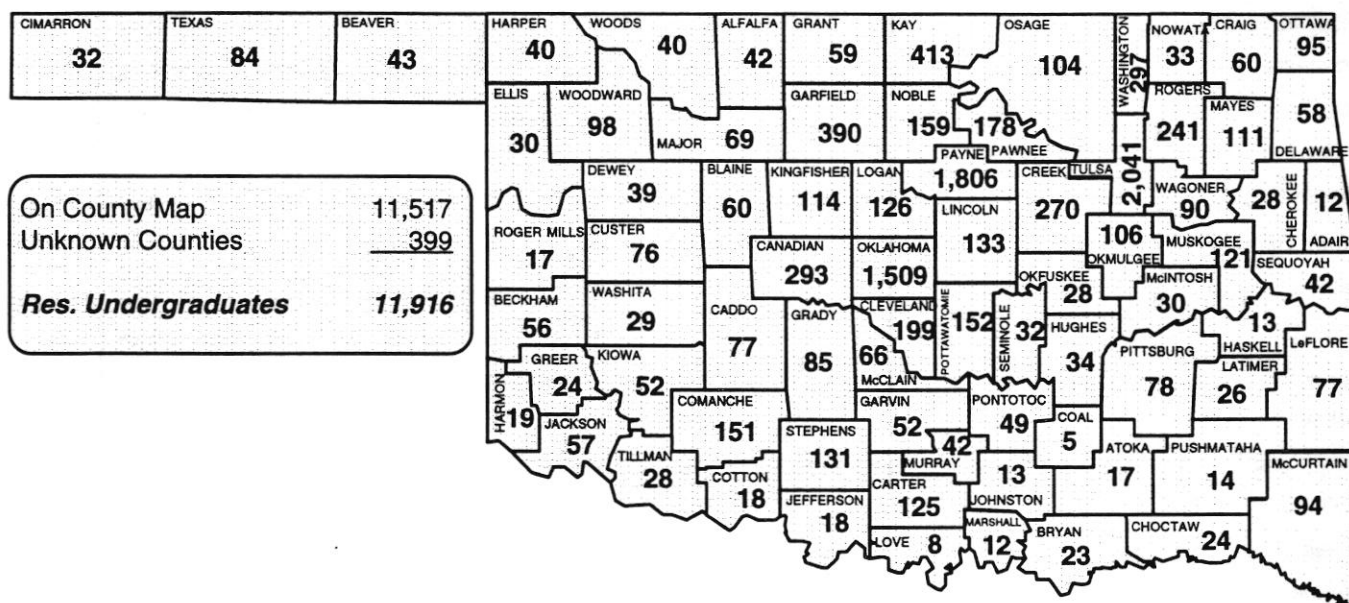 CIMARRON
32
TEXAS
84
BEAVER
43
HARPER
40
WOODS
40
ALFALFA
42
GRANT
59
KAY
413
OSAGE
104
WASHINGTON
297
NOWATA
33
CRAIG
60
OTTAWA
95
ELLIS
30
WOODWARD
98
MAJOR
69
GARFIELD
390
NOBLE
159
178
PAWNEE
ROGERS
241
MAYES
111
58
DELAWARE
DEWEY
39
BLAINE
60
KINGFISHER
114
LOGAN
126
PAYNE
1,806
CREEK
270
TULSA
2,041
WAGONER
90
28
CHEROKEE
12
ADAIR
On County Map 11,517
Unknown Counties 399
Res. Undergraduates 11,916
ROGER MILLS
17
CUSTER
76
CANADIAN
293
OKLAHOMA
1,509
LINCOLN
133
106
OKMULGEE
MUSKOGEE
121
SEQUOYAH
42
BECKHAM
56
WASHITA
29
CADDO
77
GRADY
85
CLEVELAND
199
66
McCLAIN
POTTAWATOMIE
152
SEMINOLE
32
OKFUSKEE
28
McINTOSH
30
13
HASKELL
LeFLORE
77
HUGHES
34
PITTSBURG
78
LATIMER
26
HARMON
19
GREER
24
KIOWA
52
JACKSON
57
COMANCHE
151
TILLMAN
28
COTTON
18
STEPHENS
131
JEFFERSON
18
GARVIN
52
42
MURRAY
PONTOTOC
49
COAL
5
ATOKA
17
PUSHMATAHA
14
McCURTAIN
94
CARTER
125
13
JOHNSTON
LOVE 8
MARSHALL
12
BRYAN
23
CHOCTAW
24